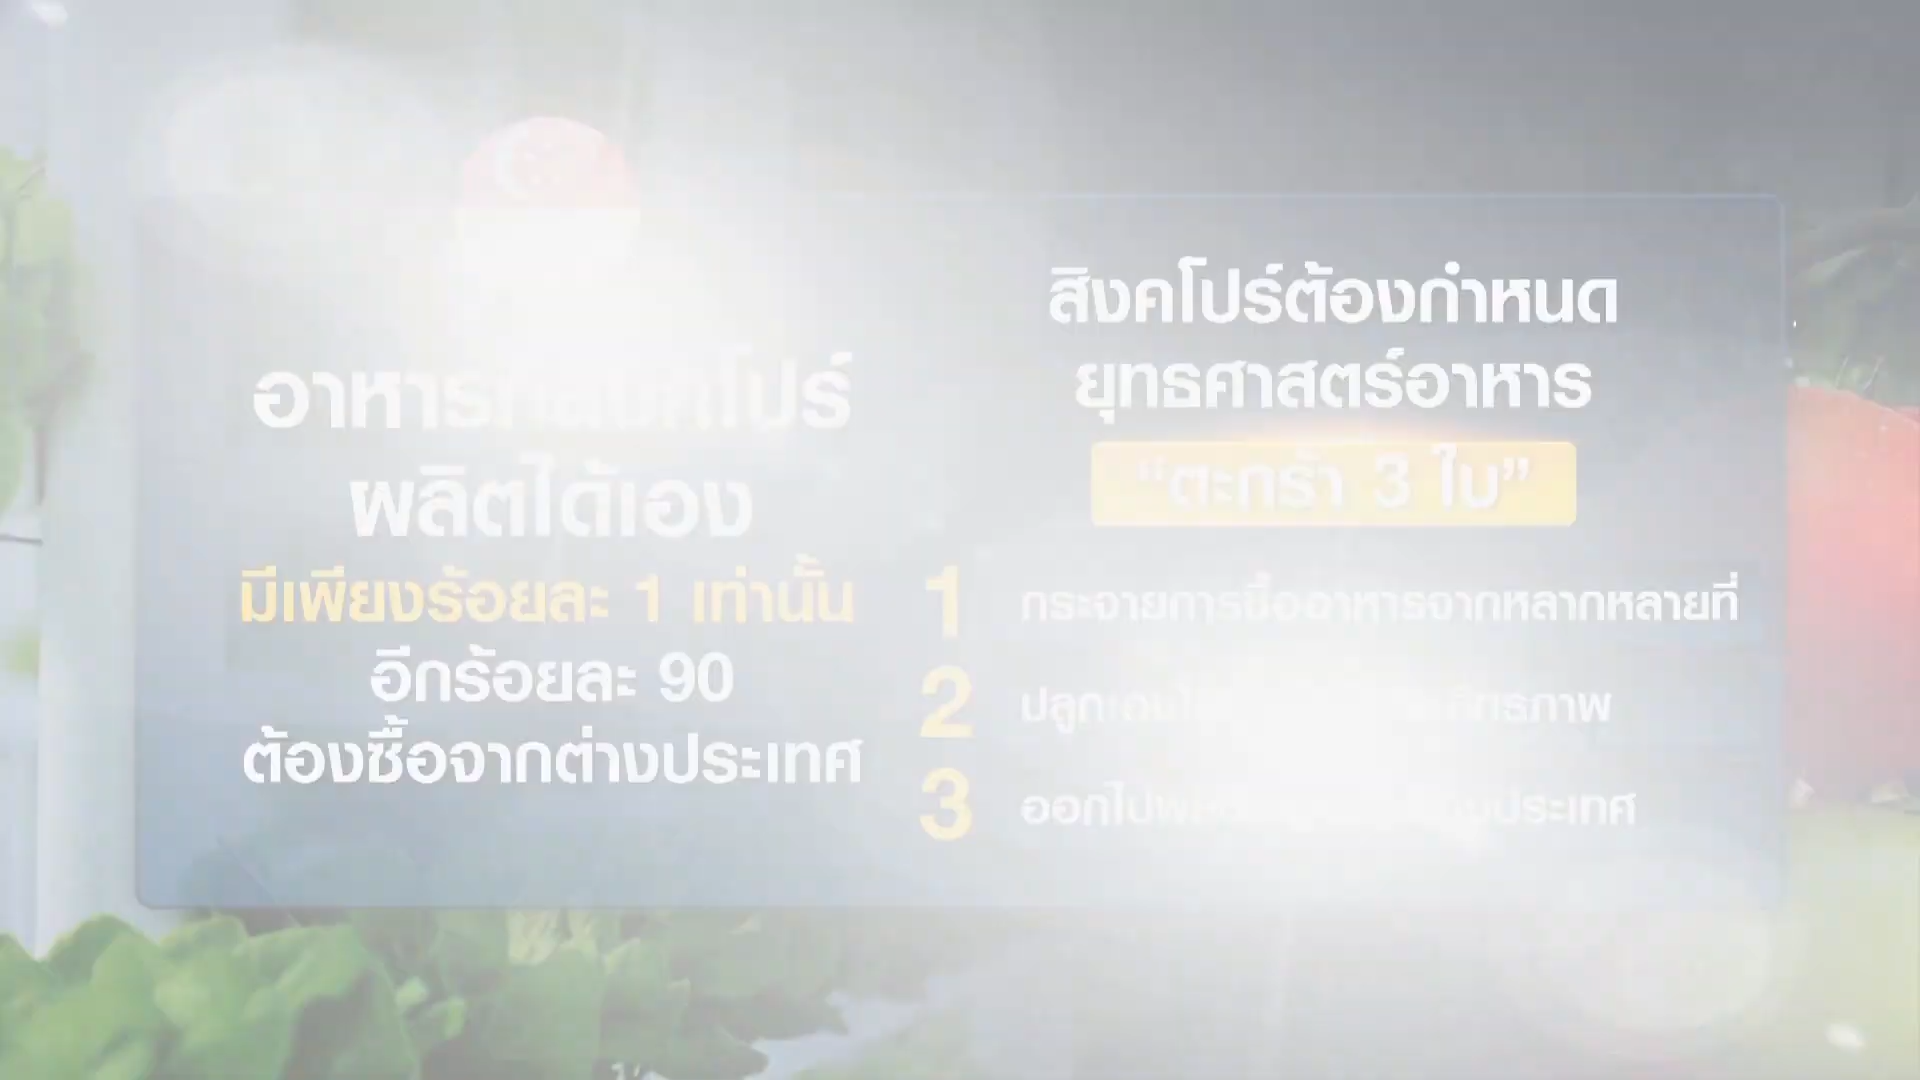 อาหาร
ผลิตได้เอง
มีเพียงร้อยละ 1 เท่านั้น
อีกร้อยละ 90
ต้องซื้อจากต่างประเทศ
สิงคโปร์ต้องกำหนด
ยุทธศาสตร์อาหาร
“ตะกร้า 3 ใบ”
1 กระจายการซื้ออาหารจากหลากหลายที่
2
3 ออกไป